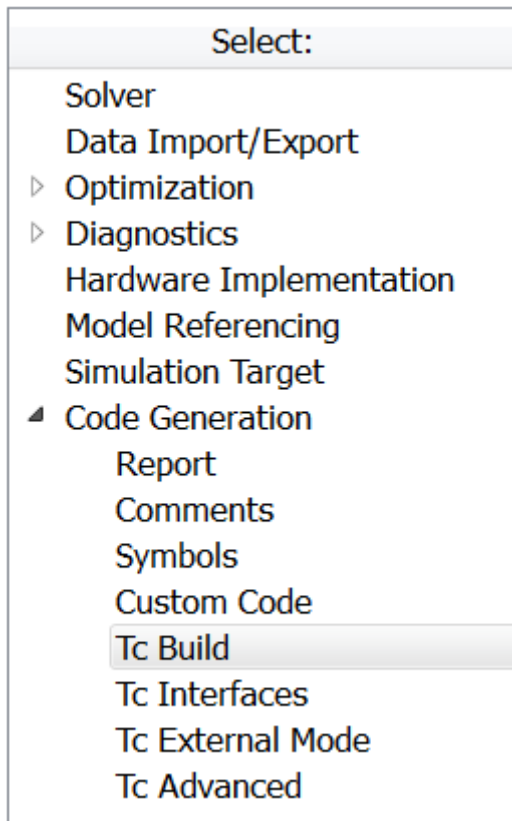 Select:
Solver
Data Import/Export
Optimization
Diagnostics
Hardware Implementation
Model Referencing
Simulation Target
Code Generation
Report
Comments
Symbols
Custom Code
Tc Build
Tc Interfaces
Tc External Mode
Tc Advanced